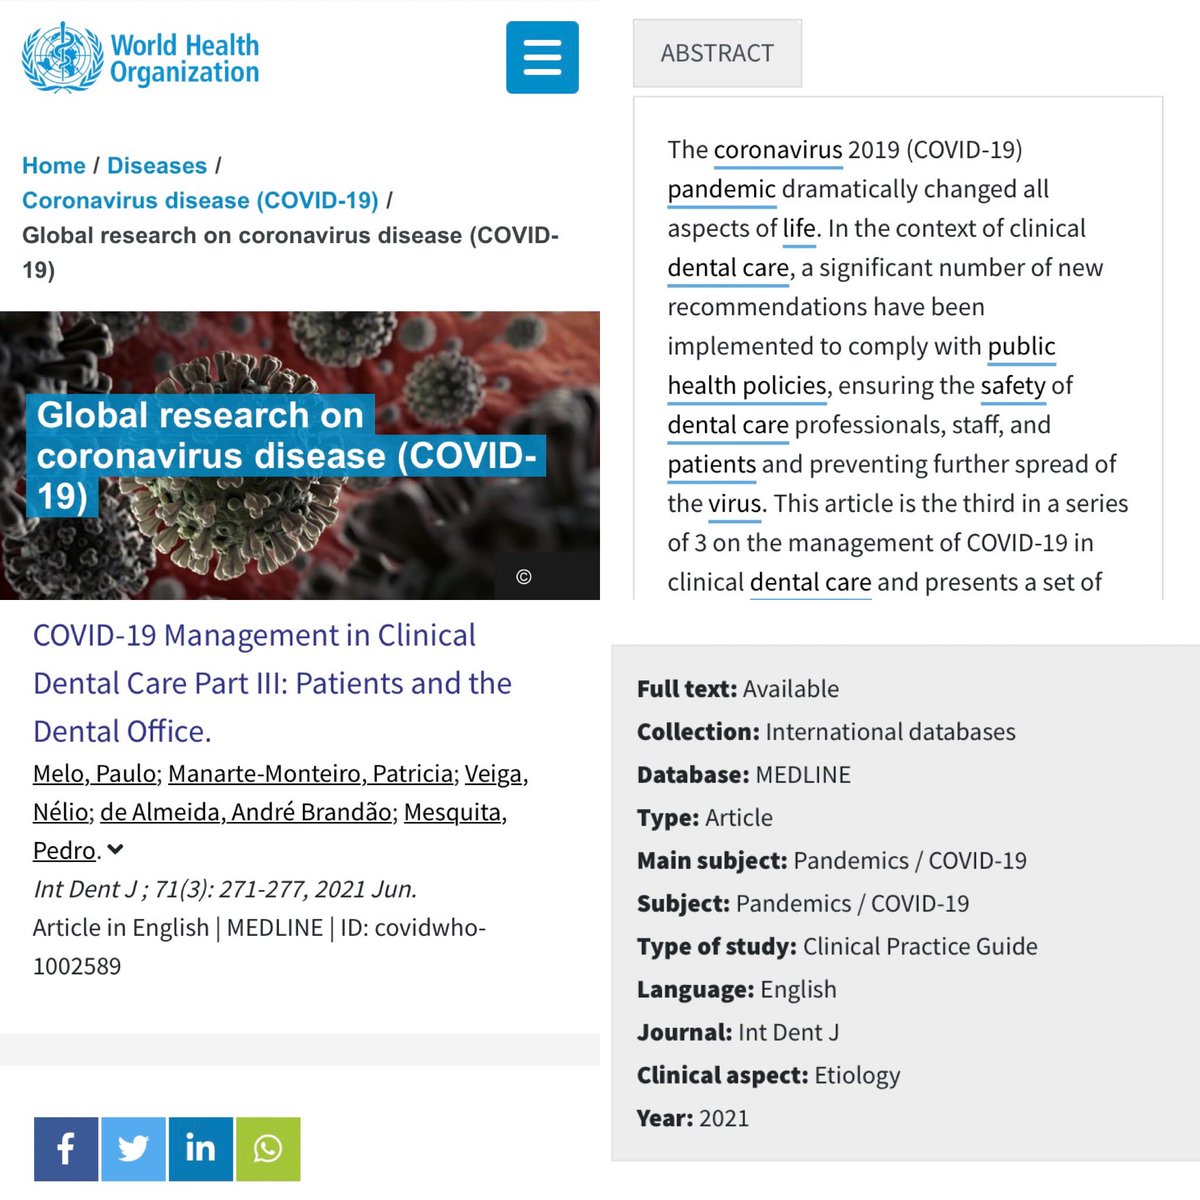 World Health
Organization
Home / Diseases /
Coronavirus disease (COVID-19) /
Global research on coronavirus disease (COVID-
19)
Global research on
coronavirus disease (COVID-
19)
©
COVID-19 Management in Clinical
Dental Care Part III: Patients and the
Dental Office.
Melo, Paulo; Manarte-Monteiro, Patricia; Veiga,
Nélio; de Almeida, André Brandão; Mesquita,
Pedro.
Int Dent J ; 71(3): 271-277, 2021 Jun.
Article in English | MEDLINE | ID: covidwho-
1002589
f
in
ABSTRACT
The coronavirus 2019 (COVID-19)
pandemic dramatically changed all
aspects of life. In the context of clinical
dental care, a significant number of new
recommendations have been
implemented to comply with public
health policies, ensuring the safety of
dental care professionals, staff, and
patients and preventing further spread of
the virus. This article is the third in a series
of 3 on the management of COVID-19 in
clinical dental care and presents a set of
Full text: Available
Collection: International databases
Database: MEDLINE
Type: Article
Main subject: Pandemics / COVID-19
Subject: Pandemics / COVID-19
Type of study: Clinical Practice Guide
Language: English
Journal: Int Dent J
Clinical aspect: Etiology
Year: 2021